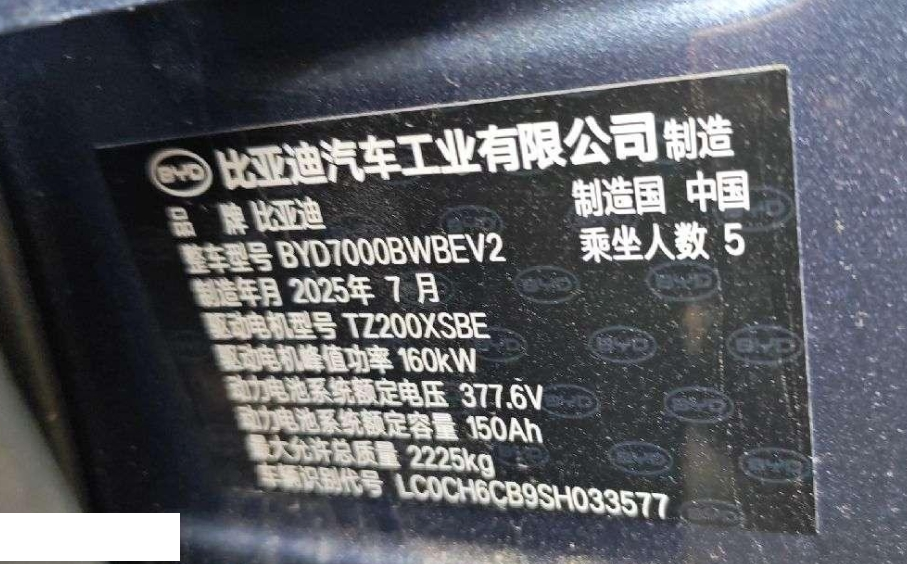 BYD 比亚迪汽车工业有限公司 制造
制造国 中国
品 牌 比亚迪
乘坐人数 5
整车型号 BYD7000BWBEV2
制造年月 2025年 7 月
驱动电机型号 TZ200XSBE
驱动电机峰值功率 160kW
动力电池系统额定电压 377.6V
动力电池系统额定容量 150Ah
最大允许总质量 2225kg
车辆识别代号 LC0CH6CB9SH033577